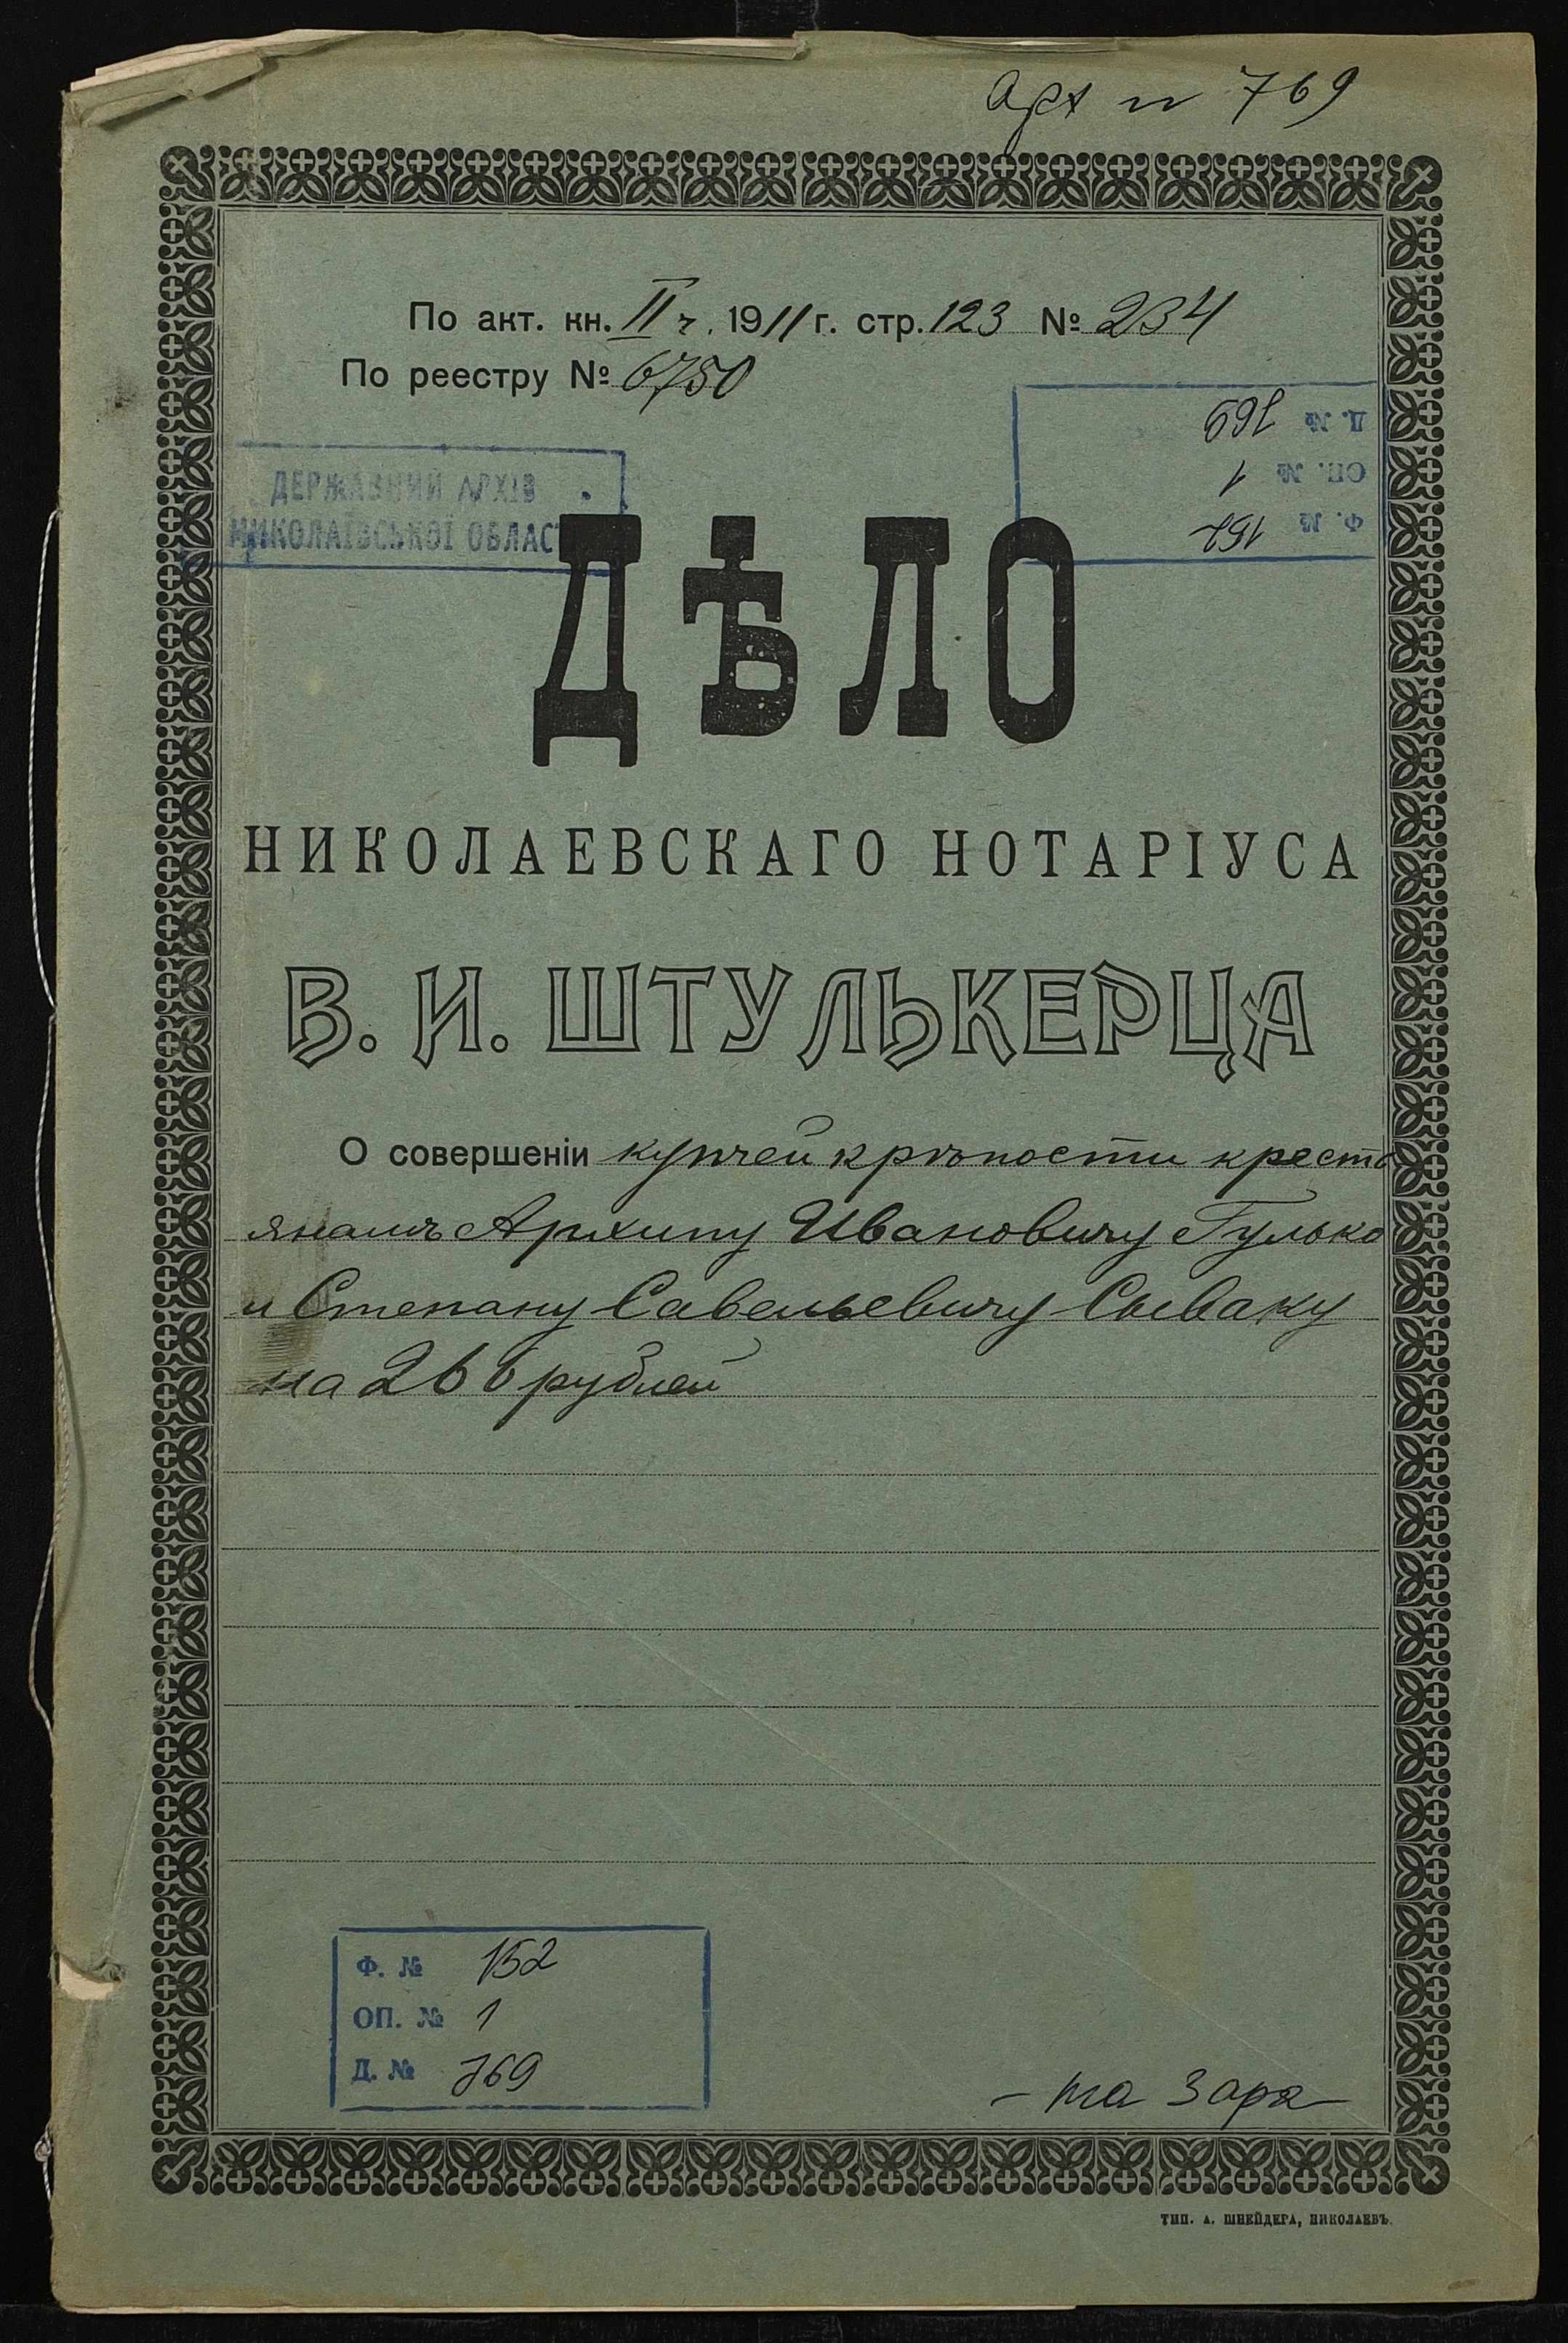 Арх № 769
По акт. кн. II ч. 1911 г. стр. 123 № 234
По реестру № 6750
Д. № 769
ОП. № 1
Ф. № 152
ДЕРЖАВНИЙ АРХІВ
МИКОЛАЇВСЬКОЇ ОБЛАСТ
ДѢЛО
НИКОЛАЕВСКАГО НОТАРІУСА
В. И. ШТУЛЬКЕРЦА
О совершеніи купчей крѣпости кресть
янамъ Архипу Ивановичу Гулько
и Степану Савельевичу Сываку
на 266 рублей
Ф. № 152
ОП. № 1
Д. № 769
ТИП. А. ШНЕЙДЕРА, НИКОЛАЕВЪ.